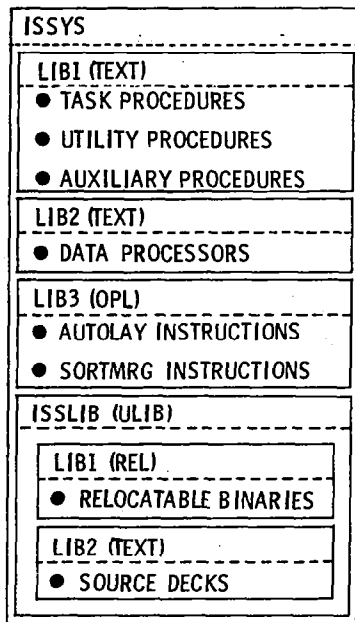 ISSYS
LIB1 (TEXT)
● TASK PROCEDURES
● UTILITY PROCEDURES
● AUXILIARY PROCEDURES
LIB2 (TEXT)
● DATA PROCESSORS
LIB3 (OPL)
● AUTOLAY INSTRUCTIONS
● SORTMRG INSTRUCTIONS
ISSLIB (ULIB)
LIB1 (REL)
● RELOCATABLE BINARIES
LIB2 (TEXT)
● SOURCE DECKS